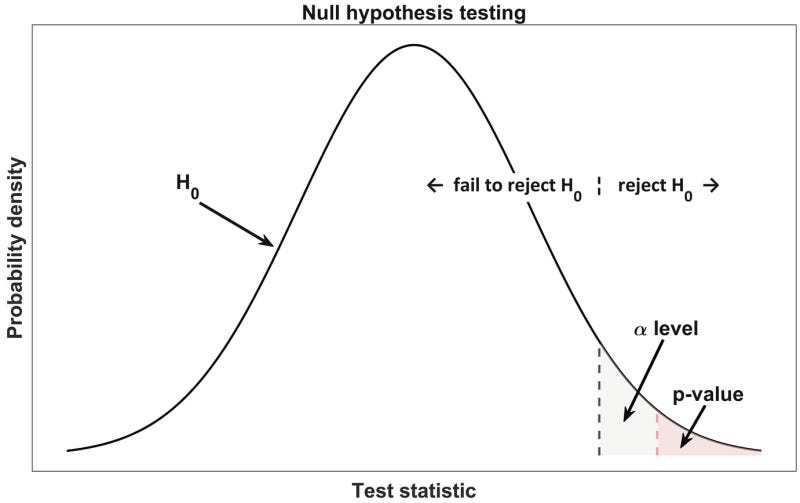 Null hypothesis testing
Probability density
H₀
← fail to reject H₀ ¦ reject H₀ →
α level
p-value
Test statistic